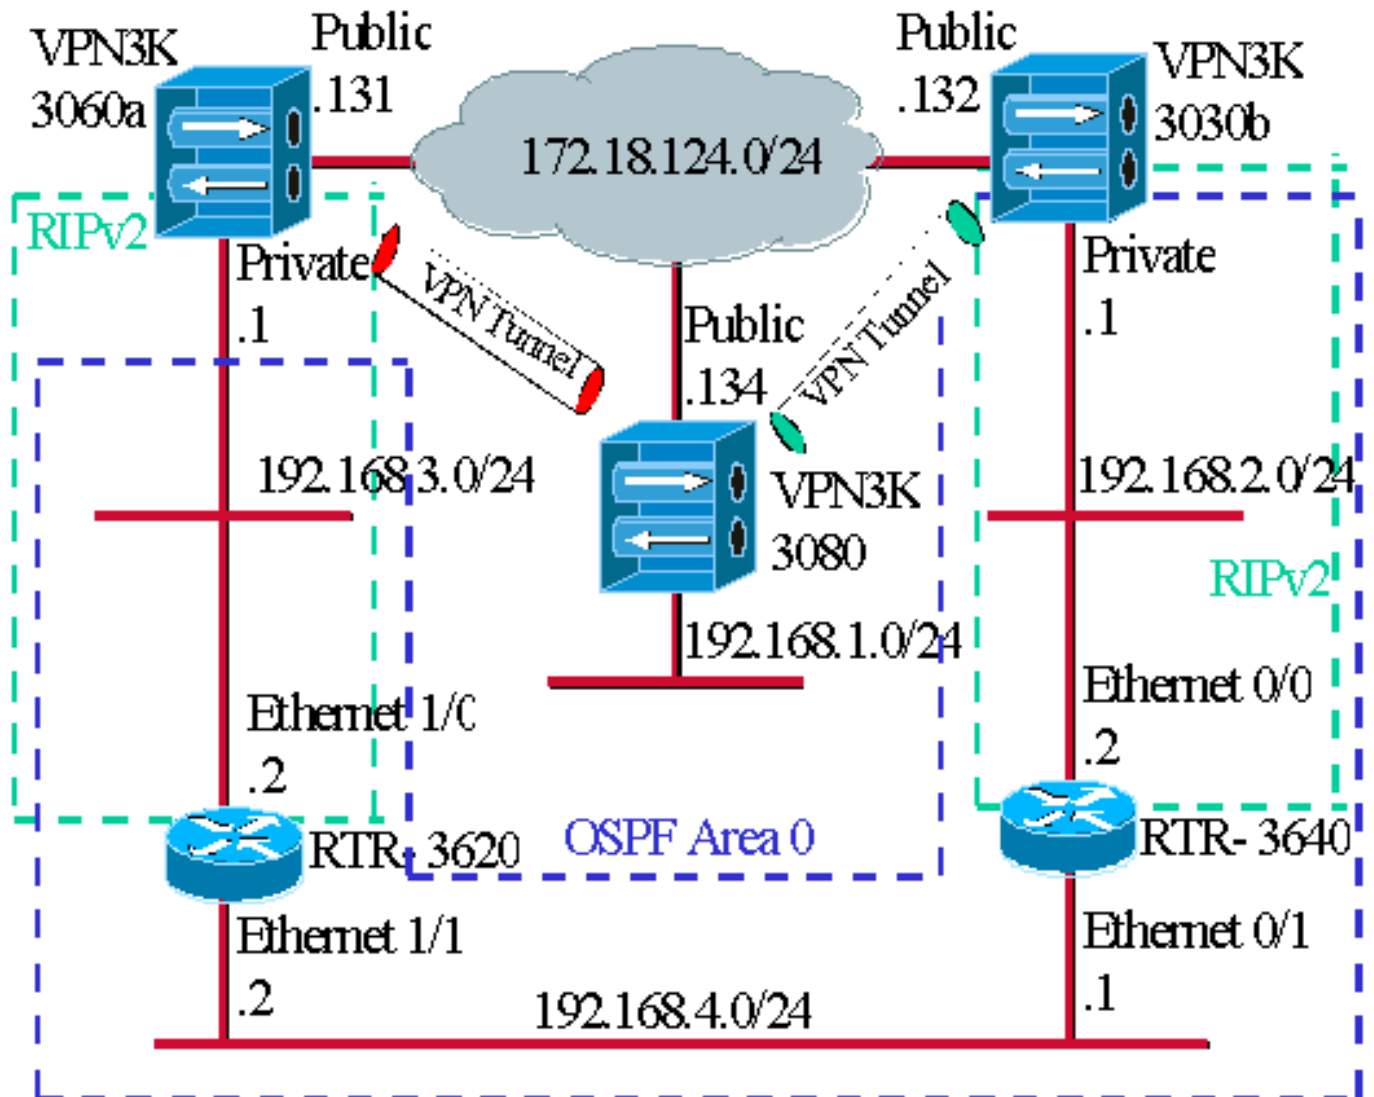 VPN3K
3060a
Public
.131
172.18.124.0/24
Public
.132
VPN3K
3030b
RIPv2
Private
.1
VPN Tunnel
Public
.134
VPN Tunnel
Private
.1
192.168.3.0/24
VPN3K
3080
192.168.2.0/24
RIPv2
192.168.1.0/24
Ethernet 1/0
.2
Ethernet 0/0
.2
RTR- 3620
OSPF Area 0
RTR- 3640
Ethernet 1/1
.2
192.168.4.0/24
Ethernet 0/1
.1